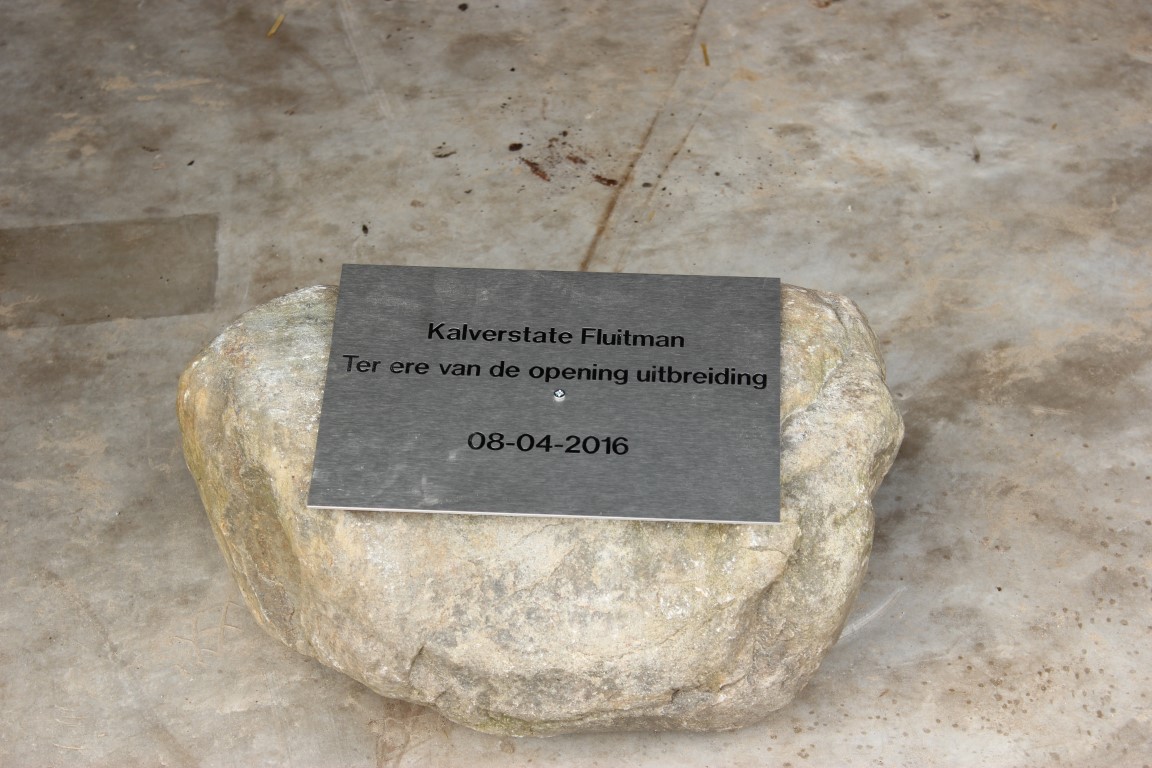 Kalverstate Fluitman
Ter ere van de opening uitbreiding
08-04-2016